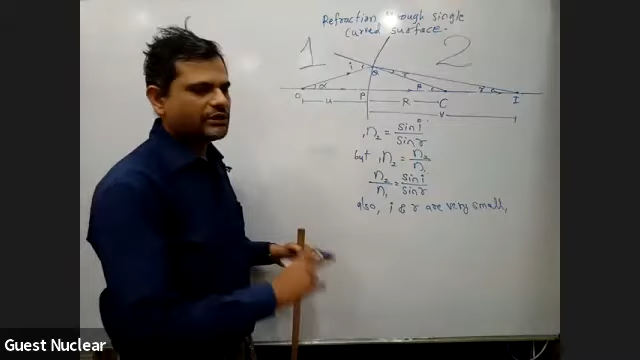 Refraction through single
curved surface.
1 2
i Q r
O α P β C γ I
u R
v
₁n₂ = sin i / sin r
but ₁n₂ = n₂ / n₁
n₂ / n₁ = sin i / sin r
also, i & r are very small,
Guest Nuclear